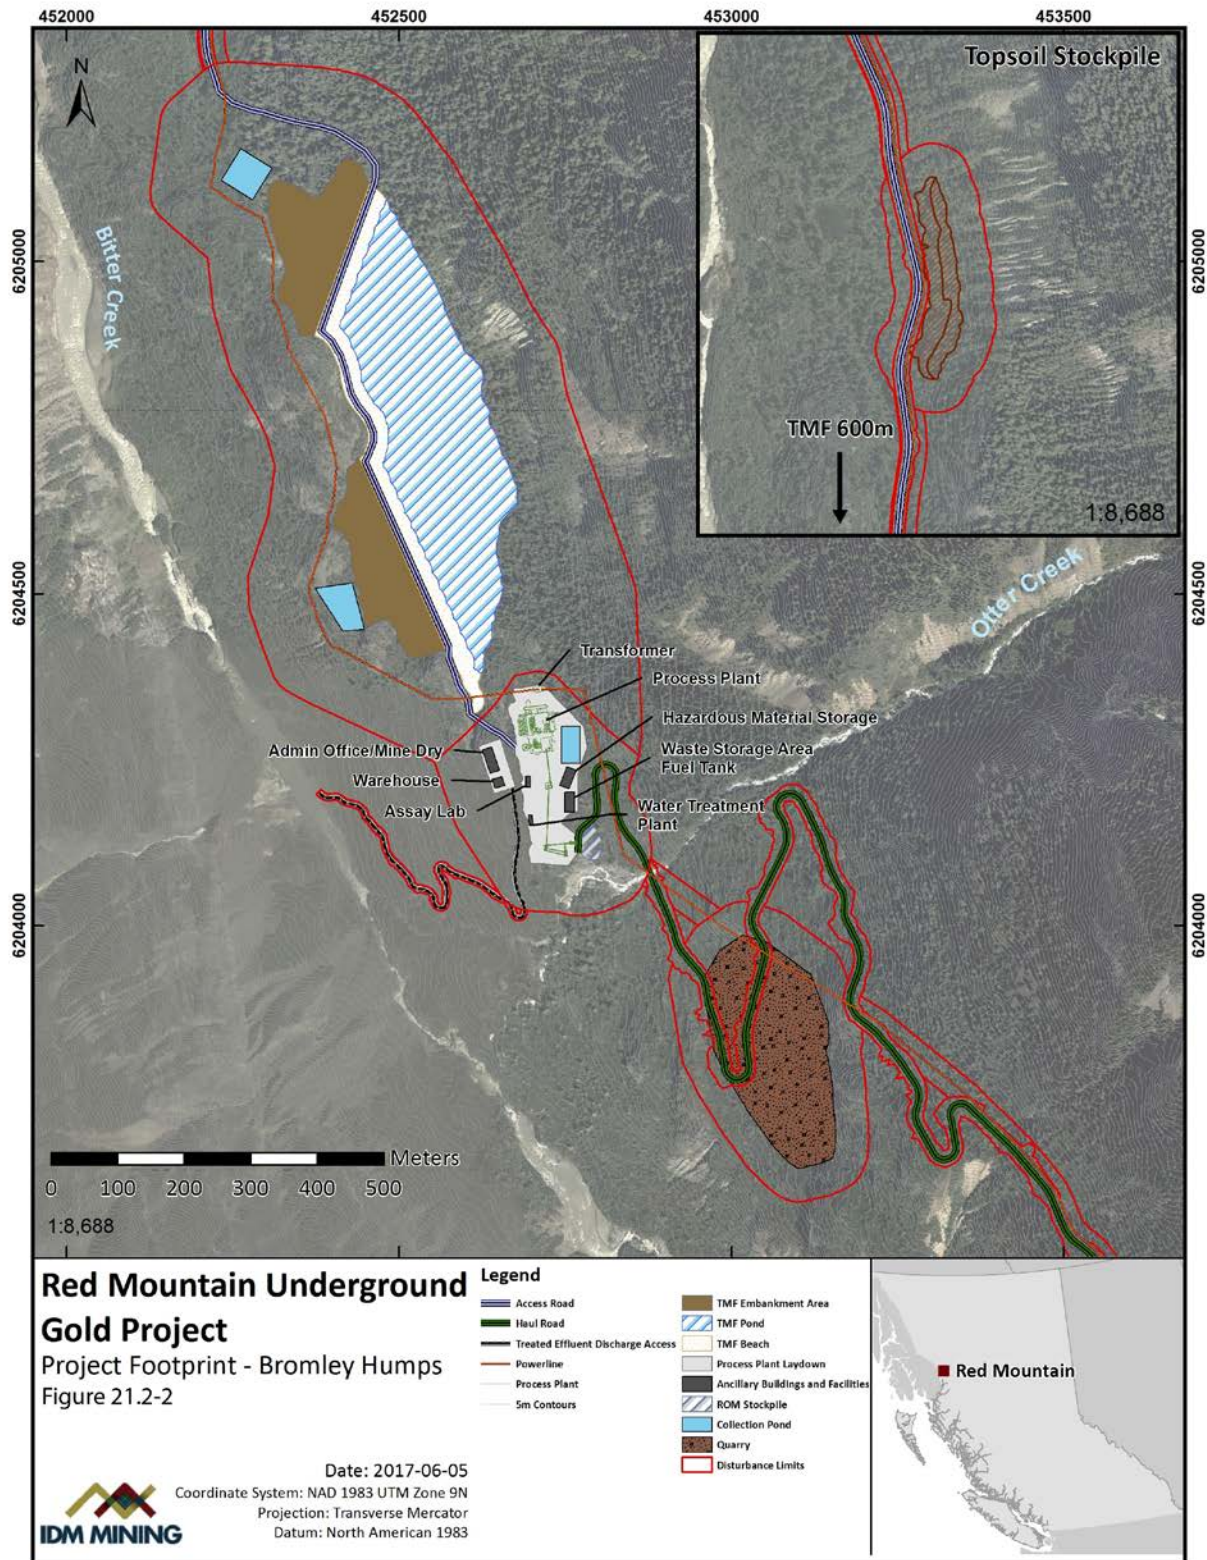 452000
452500
453000
453500
Topsoil Stockpile
N
Bitter Creek
6205000
6205000
TMF 600m
1:8,688
Otter Creek
6204500
6204500
Transformer
Process Plant
Hazardous Material Storage
Admin Office/Mine Dry
Waste Storage Area
Fuel Tank
Warehouse
Assay Lab
Water Treatment
Plant
6204000
6204000
Meters
0 100 200 300 400 500
1:8,688
Red Mountain Underground
Gold Project
Project Footprint - Bromley Humps
Figure 21.2-2
Date: 2017-06-05
Coordinate System: NAD 1983 UTM Zone 9N
Projection: Transverse Mercator
Datum: North American 1983
IDM MINING
Legend
Access Road
Haul Road
Treated Effluent Discharge Access
Powerline
Process Plant
5m Contours
TMF Embankment Area
TMF Pond
TMF Beach
Process Plant Laydown
Ancillary Buildings and Facilities
ROM Stockpile
Collection Pond
Quarry
Disturbance Limits
Red Mountain